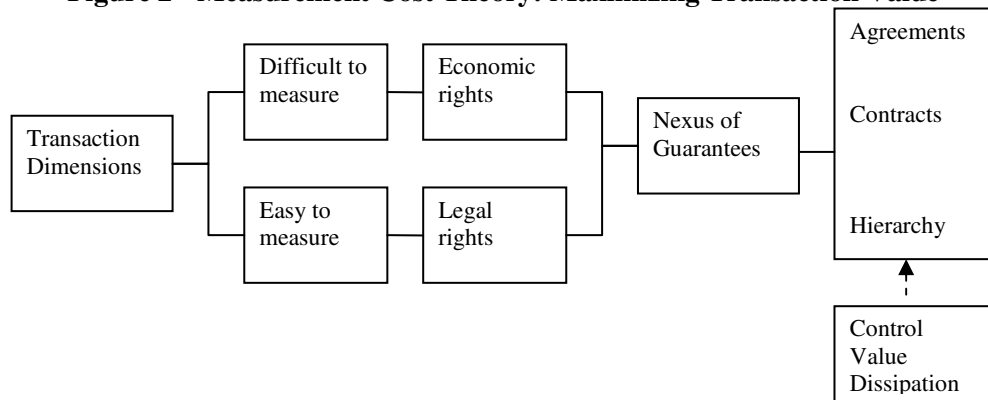 Figure 2 - Measurement Cost Theory: Maximizing Transaction Value
Transaction
Dimensions
Difficult to
measure
Economic
rights
Easy to
measure
Legal
rights
Nexus of
Guarantees
Agreements
Contracts
Hierarchy
Control
Value
Dissipation